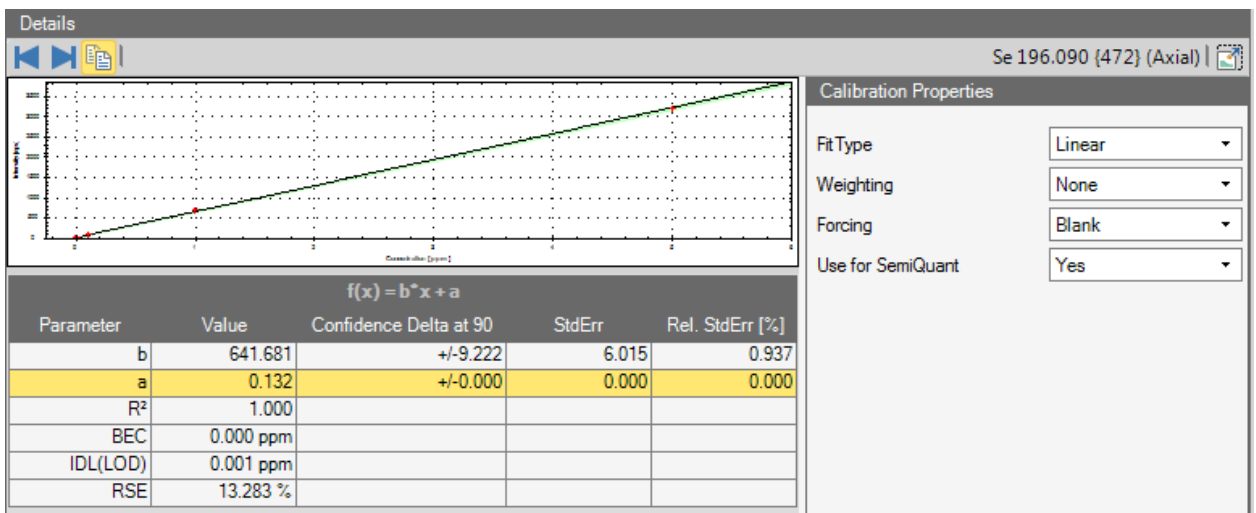 Details
Se 196.090 {472} (Axial)
Calibration Properties
Fit Type Linear
Weighting None
Forcing Blank
Use for SemiQuant Yes
Concentration [ppm]
f(x) = b*x + a
Parameter Value Confidence Delta at 90 StdErr Rel. StdErr [%]
b 641.681 +/-9.222 6.015 0.937
a 0.132 +/-0.000 0.000 0.000
R² 1.000
BEC 0.000 ppm
IDL(LOD) 0.001 ppm
RSE 13.283 %